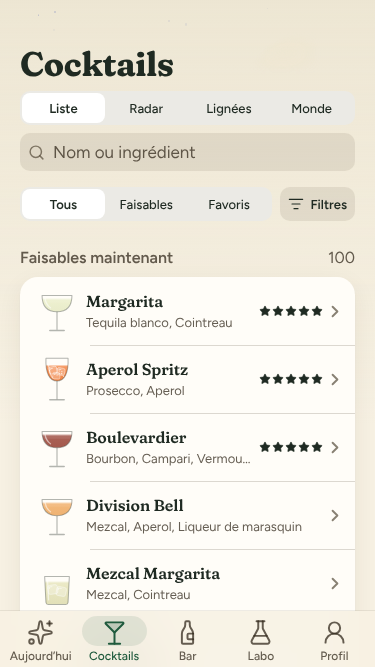 Cocktails
Liste Radar Lignées Monde
Nom ou ingrédient
Tous Faisables Favoris Filtres
Faisables maintenant 100
Margarita
Tequila blanco, Cointreau
Aperol Spritz
Prosecco, Aperol
Boulevardier
Bourbon, Campari, Vermou…
Division Bell
Mezcal, Aperol, Liqueur de marasquin
Mezcal Margarita
Mezcal, Cointreau
Aujourd’hui Cocktails Bar Labo Profil